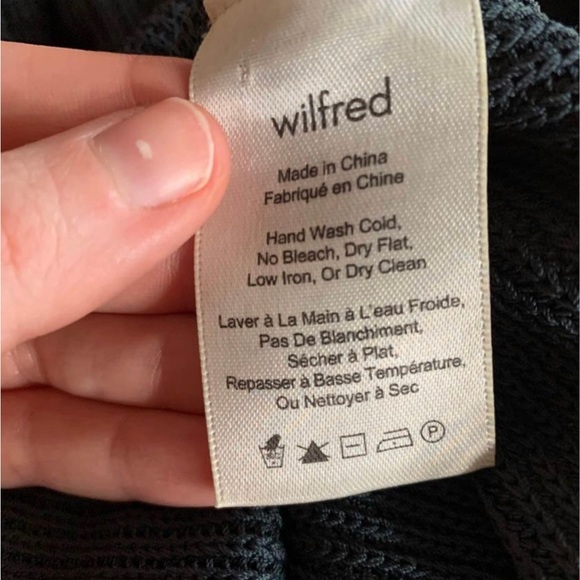 wilfred
Made in China
Fabriqué en Chine
Hand Wash Cold,
No Bleach, Dry Flat,
Low Iron, Or Dry Clean
Laver à La Main à L'eau Froide,
Pas De Blanchiment,
Sécher à Plat,
Repasser à Basse Température,
Ou Nettoyer à Sec
P